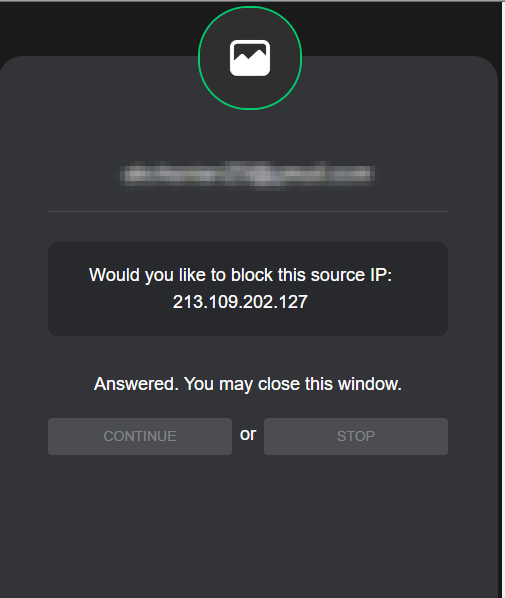 Would you like to block this source IP:
213.109.202.127
Answered. You may close this window.
CONTINUE or STOP